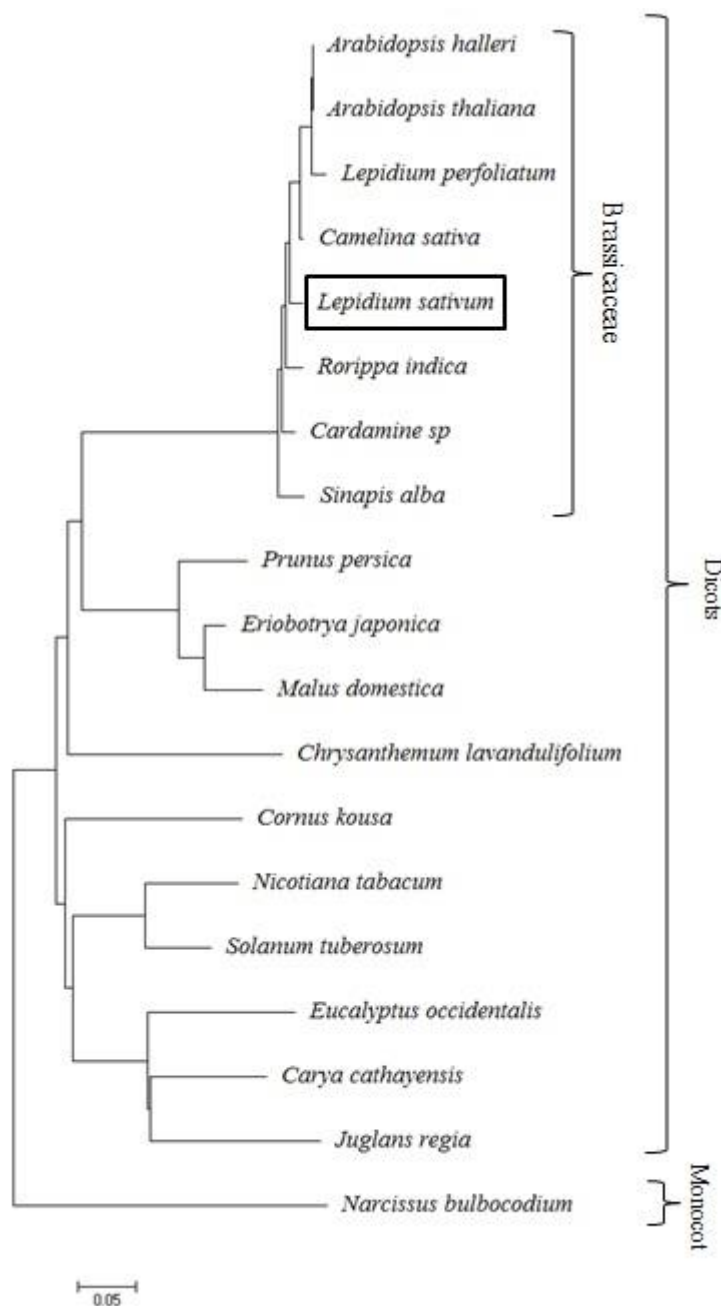 Arabidopsis halleri
Arabidopsis thaliana
Lepidium perfoliatum
Camelina sativa
Lepidium sativum
Rorippa indica
Cardamine sp
Sinapis alba
Brassicaceae
Prunus persica
Eriobotrya japonica
Malus domestica
Chrysanthemum lavandulifolium
Cornus kousa
Nicotiana tabacum
Solanum tuberosum
Eucalyptus occidentalis
Carya cathayensis
Juglans regia
Dicots
Narcissus bulbocodium
Monocot
0.05